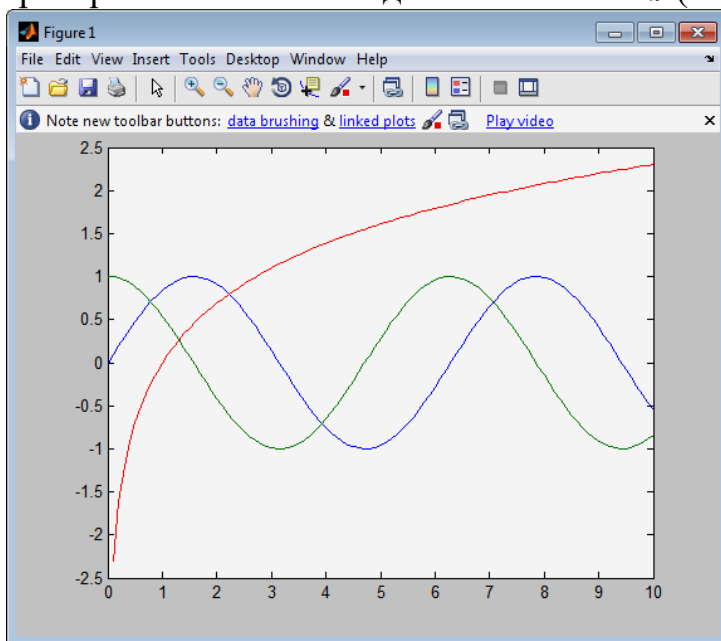 Figure 1
File Edit View Insert Tools Desktop Window Help
Note new toolbar buttons: data brushing & linked plots Play video
2.5
2
1.5
1
0.5
0
-0.5
-1
-1.5
-2
-2.5
0 1 2 3 4 5 6 7 8 9 10